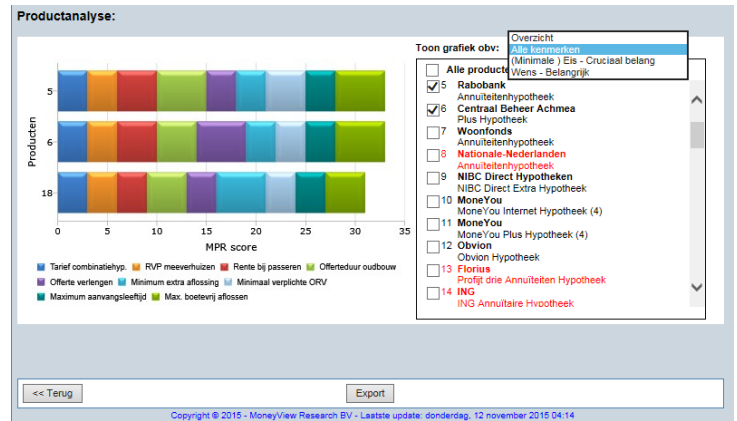 Productanalyse:
Toon grafiek obv:
Overzicht
Alle kenmerken
(Minimale ) Eis - Cruciaal belang
Wens - Belangrijk
Producten
5
6
18
0 5 10 15 20 25 30 35
MPR score
Tarief combinatiehyp. RVP meeverhuizen Rente bij passeren Offerteduur oudbouw
Offerte verlengen Minimum extra aflossing Minimaal verplichte ORV
Maximum aanvangsleeftijd Max. boetevrij aflossen
Alle producte
5 Rabobank
Annuïteitenhypotheek
6 Centraal Beheer Achmea
Plus Hypotheek
7 Woonfonds
Annuïteitenhypotheek
8 Nationale-Nederlanden
Annuïteitenhypotheek
9 NIBC Direct Hypotheken
NIBC Direct Extra Hypotheek
10 MoneYou
MoneYou Internet Hypotheek (4)
11 MoneYou
MoneYou Plus Hypotheek (4)
12 Obvion
Obvion Hypotheek
13 Florius
Profijt drie Annuïteiten Hypotheek
14 ING
ING Annuïtaire Hypotheek
<< Terug
Export
Copyright © 2015 - MoneyView Research BV - Laatste update: donderdag, 12 november 2015 04:14